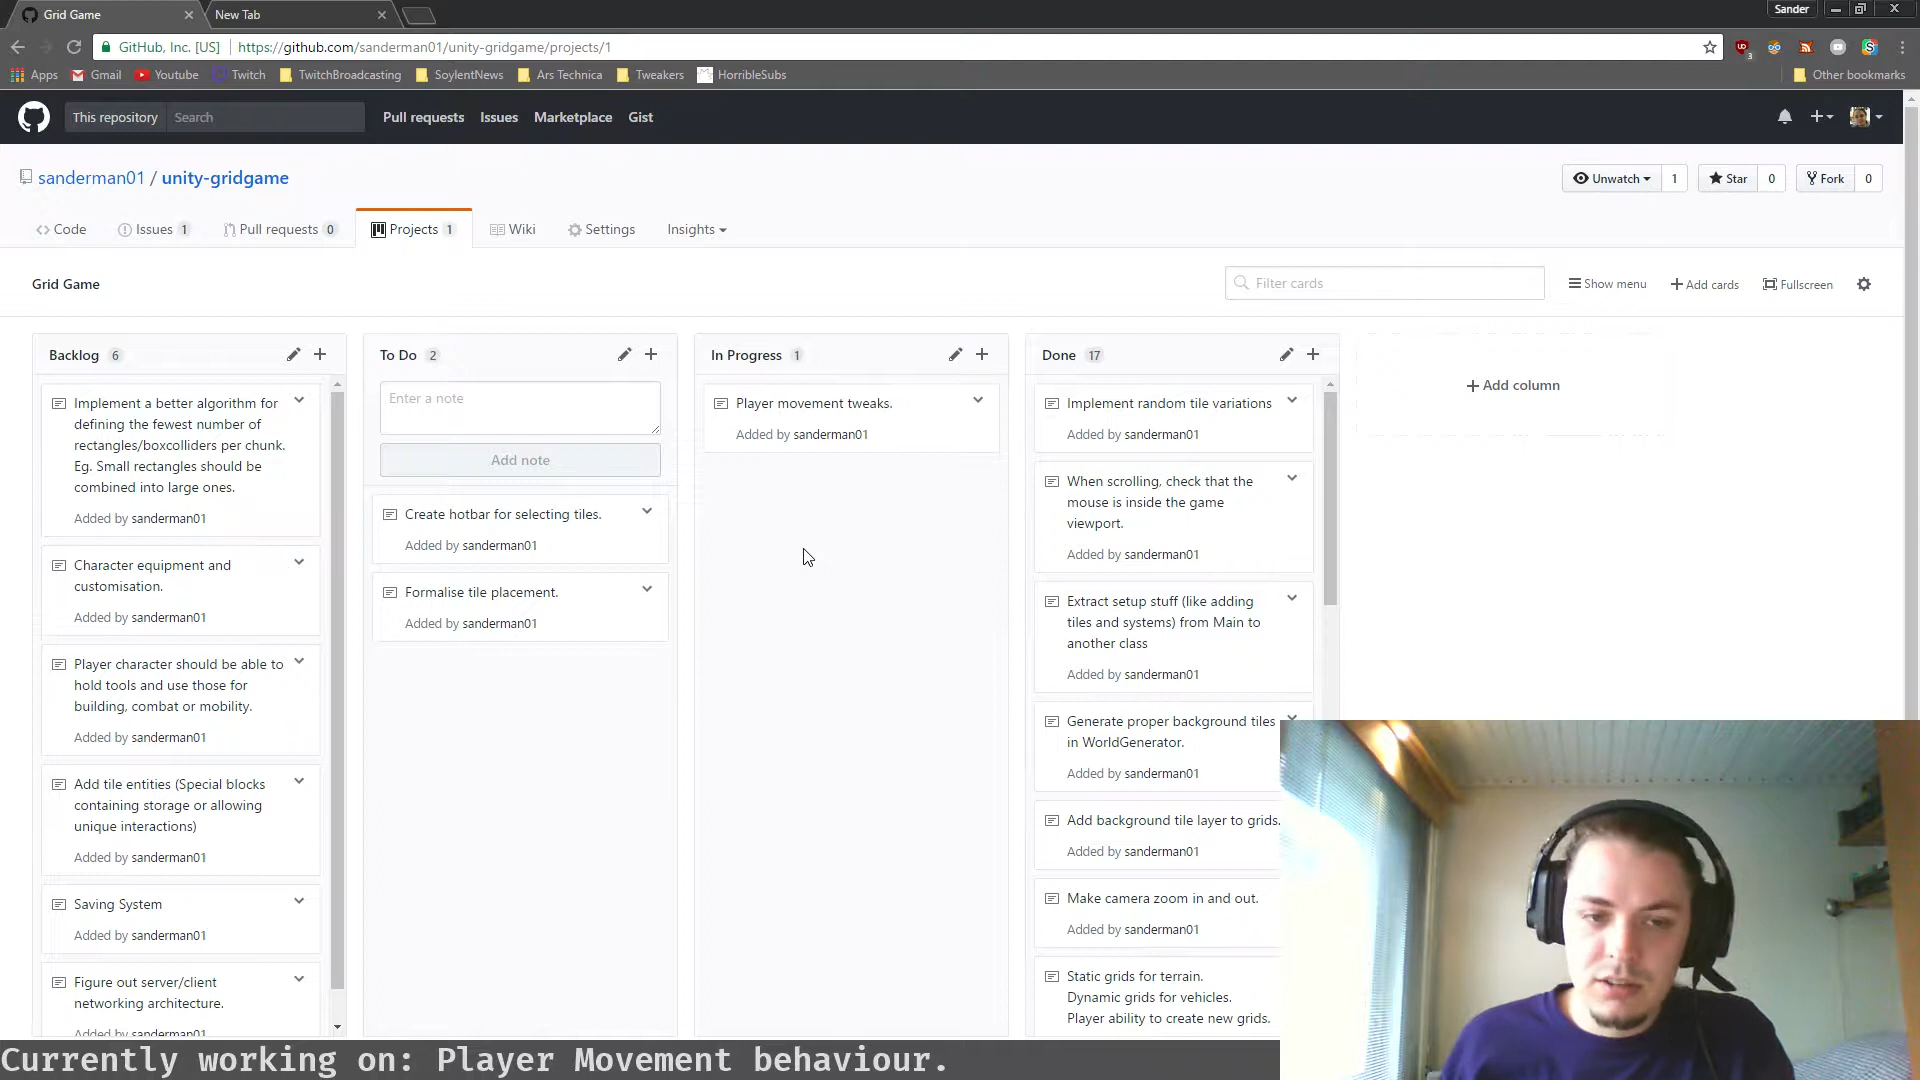 Grid Game
New Tab
Sander
GitHub, Inc. [US]
https://github.com/sanderman01/unity-gridgame/projects/1
3
Apps
Gmail
Youtube
Twitch
TwitchBroadcasting
SoylentNews
Ars Technica
Tweakers
HorribleSubs
Other bookmarks
This repository
Search
Pull requests
Issues
Marketplace
Gist
sanderman01 / unity-gridgame
Unwatch 1
Star 0
Fork 0
Code
Issues 1
Pull requests 0
Projects 1
Wiki
Settings
Insights
Grid Game
Filter cards
Show menu
Add cards
Fullscreen
Backlog 6
Implement a better algorithm for
defining the fewest number of
rectangles/boxcolliders per chunk.
Eg. Small rectangles should be
combined into large ones.
Added by sanderman01
Character equipment and
customisation.
Added by sanderman01
Player character should be able to
hold tools and use those for
building, combat or mobility.
Added by sanderman01
Add tile entities (Special blocks
containing storage or allowing
unique interactions)
Added by sanderman01
Saving System
Added by sanderman01
Figure out server/client
networking architecture.
Added by sanderman01
To Do 2
Enter a note
Add note
Create hotbar for selecting tiles.
Added by sanderman01
Formalise tile placement.
Added by sanderman01
In Progress 1
Player movement tweaks.
Added by sanderman01
Done 17
Implement random tile variations
Added by sanderman01
When scrolling, check that the
mouse is inside the game
viewport.
Added by sanderman01
Extract setup stuff (like adding
tiles and systems) from Main to
another class
Added by sanderman01
Generate proper background tiles
in WorldGenerator.
Added by sanderman01
Add background tile layer to grids.
Added by sanderman01
Make camera zoom in and out.
Added by sanderman01
Static grids for terrain.
Dynamic grids for vehicles.
Player ability to create new grids.
Add column
Currently working on: Player Movement behaviour.